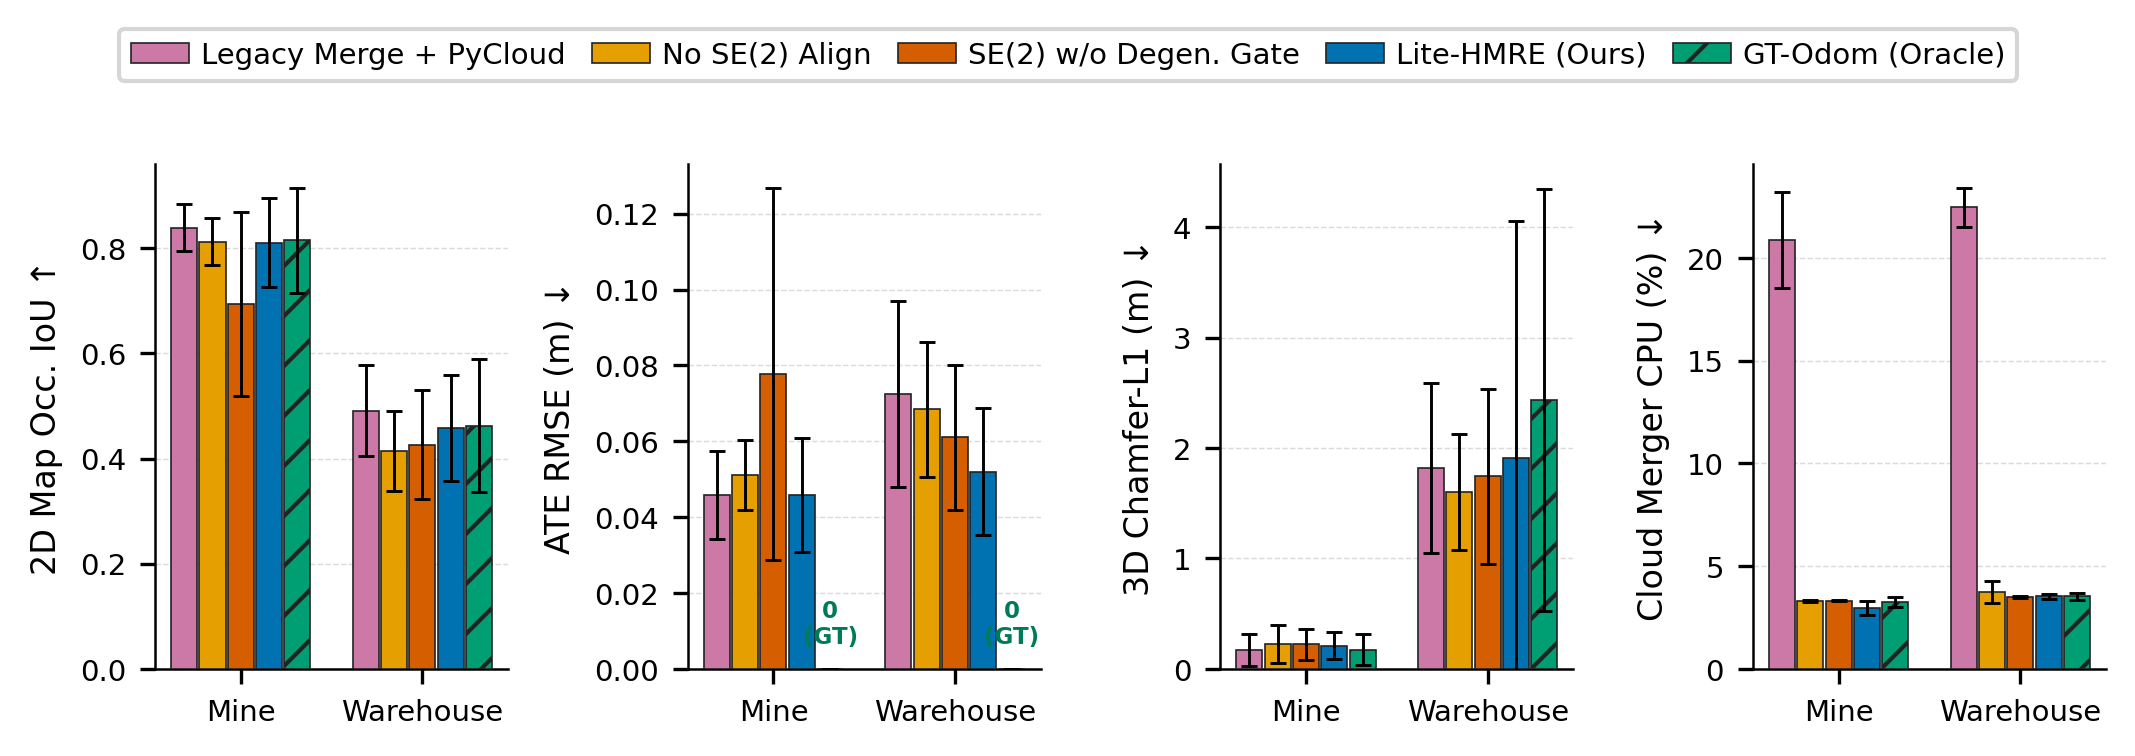 Legacy Merge + PyCloud No SE(2) Align SE(2) w/o Degen. Gate Lite-HMRE (Ours) GT-Odom (Oracle)
2D Map Occ. IoU ↑
0.8
0.6
0.4
0.2
0.0
Mine Warehouse
ATE RMSE (m) ↓
0.12
0.10
0.08
0.06
0.04
0.02
0.00
0
(GT)
0
(GT)
Mine Warehouse
3D Chamfer-L1 (m) ↓
4
3
2
1
0
Mine Warehouse
Cloud Merger CPU (%) ↓
20
15
10
5
0
Mine Warehouse